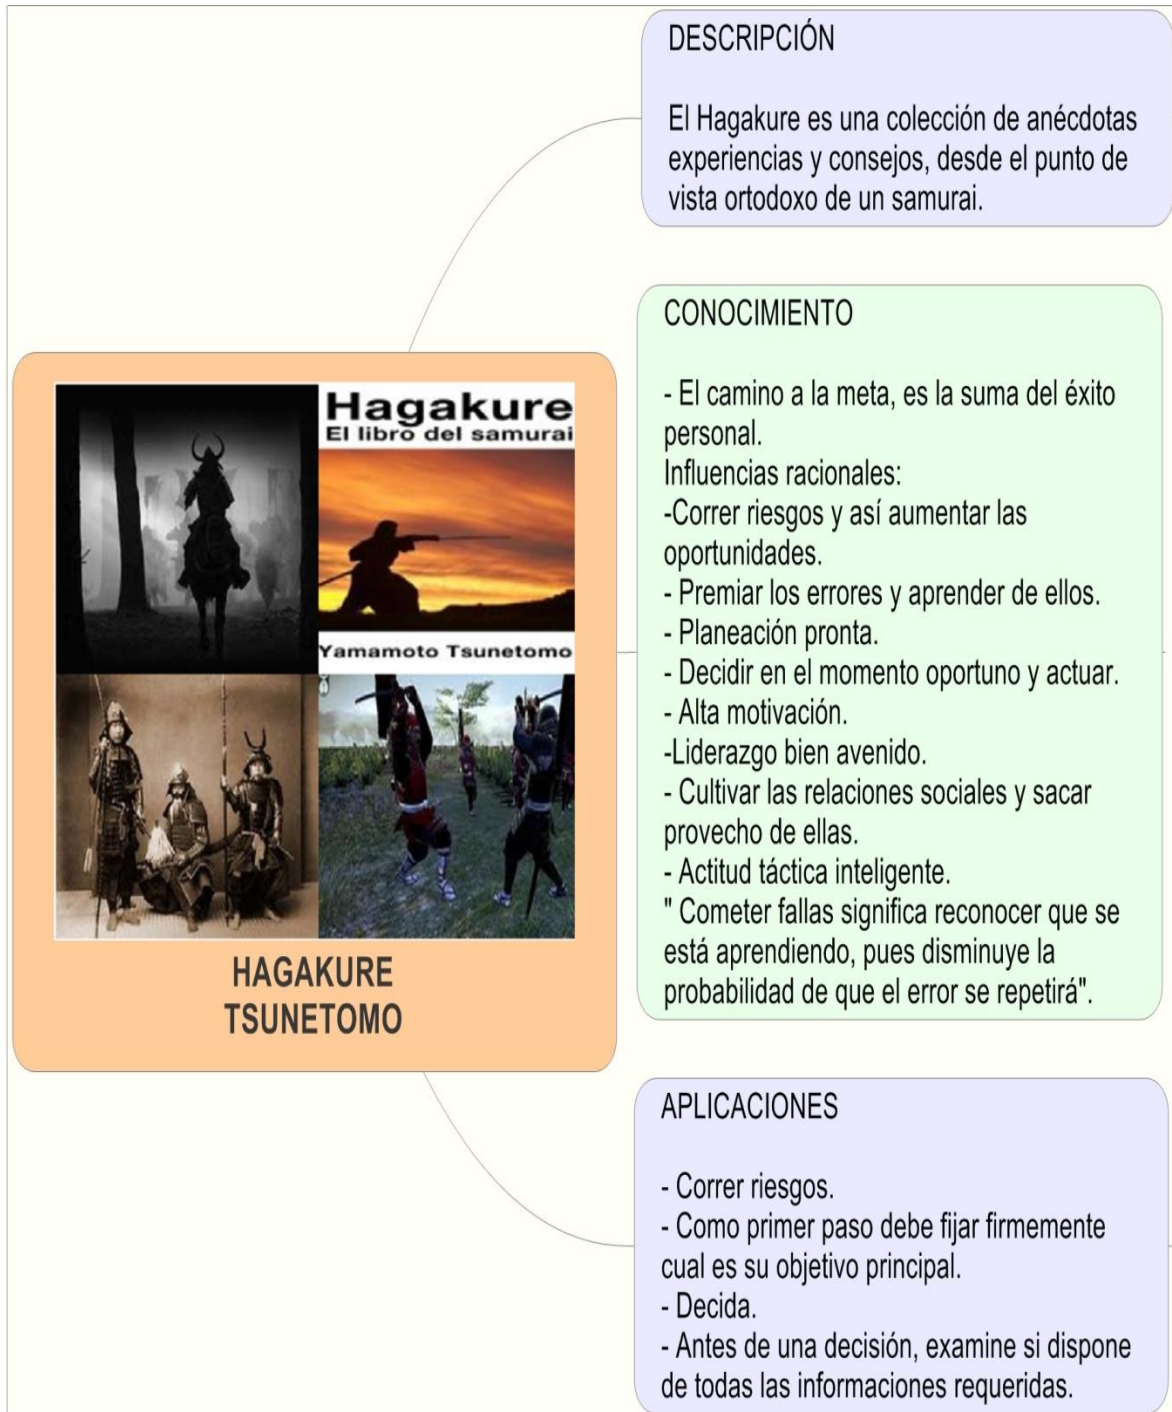 DESCRIPCIÓN
El Hagakure es una colección de anécdotas
experiencias y consejos, desde el punto de
vista ortodoxo de un samurai.
CONOCIMIENTO
- El camino a la meta, es la suma del éxito
personal.
Influencias racionales:
-Correr riesgos y así aumentar las
oportunidades.
- Premiar los errores y aprender de ellos.
- Planeación pronta.
- Decidir en el momento oportuno y actuar.
- Alta motivación.
-Liderazgo bien avenido.
- Cultivar las relaciones sociales y sacar
provecho de ellas.
- Actitud táctica inteligente.
" Cometer fallas significa reconocer que se
está aprendiendo, pues disminuye la
probabilidad de que el error se repetirá".
Hagakure
El libro del samurai
Yamamoto Tsunetomo
HAGAKURE
TSUNETOMO
APLICACIONES
- Correr riesgos.
- Como primer paso debe fijar firmemente
cual es su objetivo principal.
- Decida.
- Antes de una decisión, examine si dispone
de todas las informaciones requeridas.